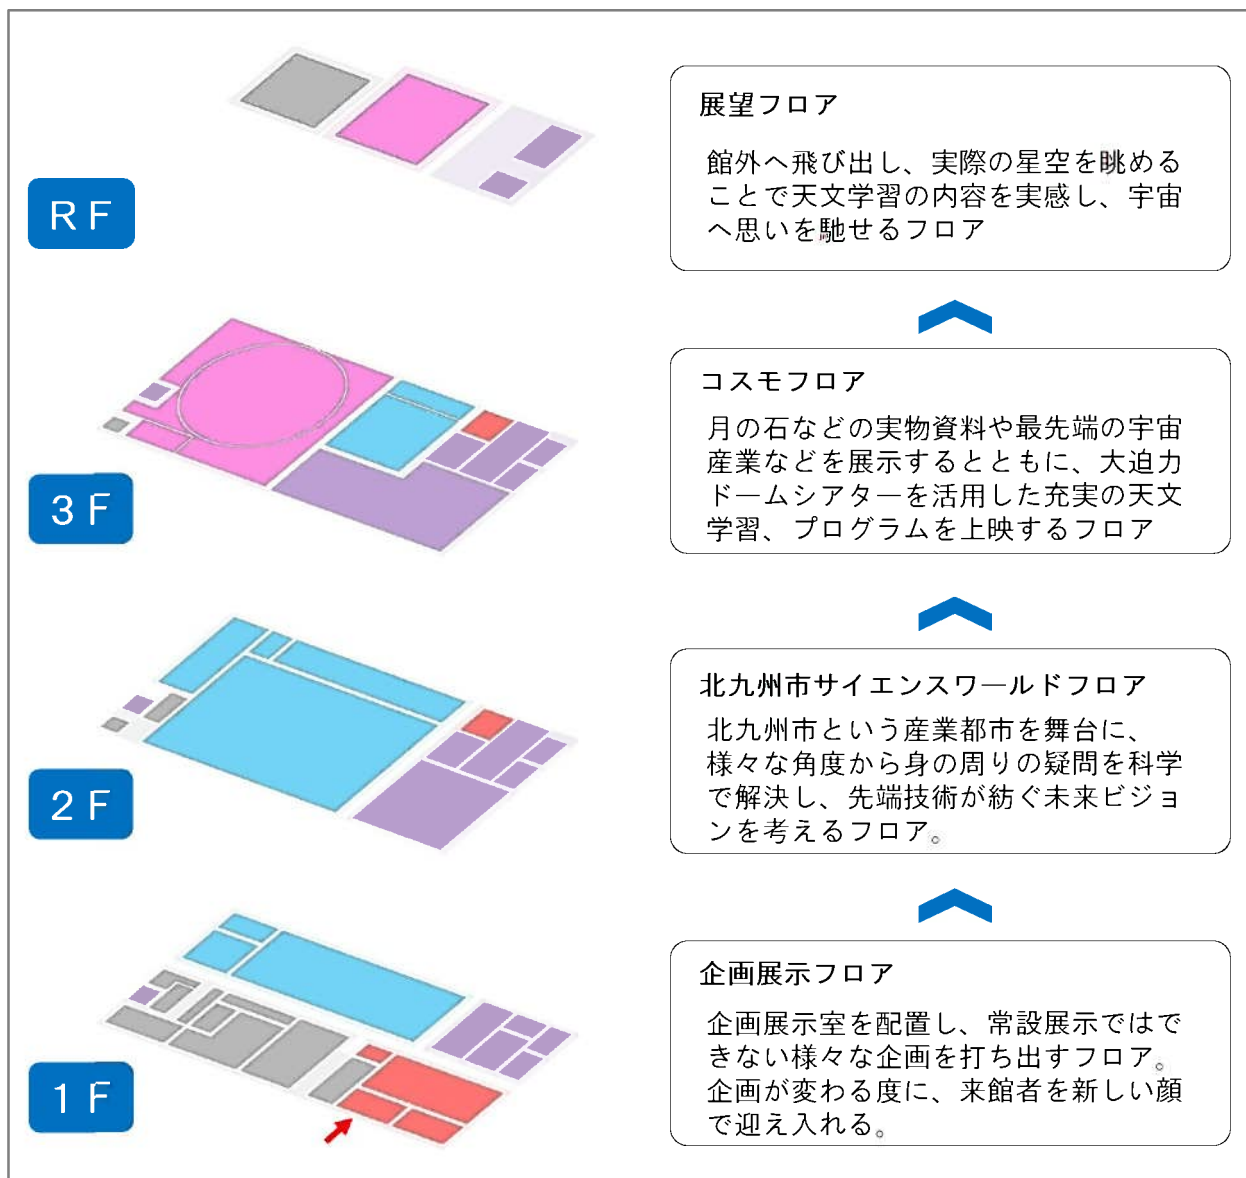 RF
展望フロア
館外へ飛び出し、実際の星空を眺める
ことで天文学習の内容を実感し、宇宙
へ思いを馳せるフロア
3F
コスモフロア
月の石などの実物資料や最先端の宇宙
産業などを展示するとともに、大迫力
ドームシアターを活用した充実の天文
学習、プログラムを上映するフロア
2F
北九州市サイエンスワールドフロア
北九州市という産業都市を舞台に、
様々な角度から身の周りの疑問を科学
で解決し、先端技術が紡ぐ未来ビジョ
ンを考えるフロア。
1F
企画展示フロア
企画展示室を配置し、常設展示ではで
きない様々な企画を打ち出すフロア。
企画が変わる度に、来館者を新しい顔
で迎え入れる。